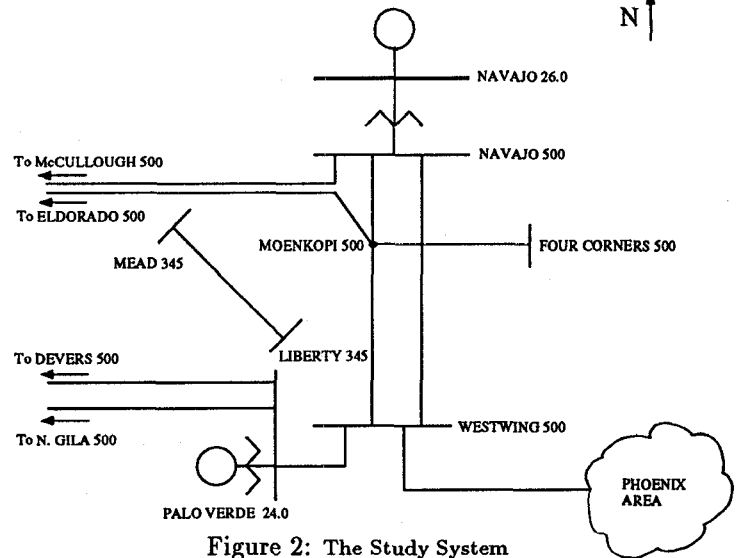 N
NAVAJO 26.0
NAVAJO 500
To McCULLOUGH 500
To ELDORADO 500
MOENKOPI 500
FOUR CORNERS 500
MEAD 345
LIBERTY 345
To DEVERS 500
To N. GILA 500
WESTWING 500
PHOENIX
AREA
PALO VERDE 24.0
Figure 2: The Study System